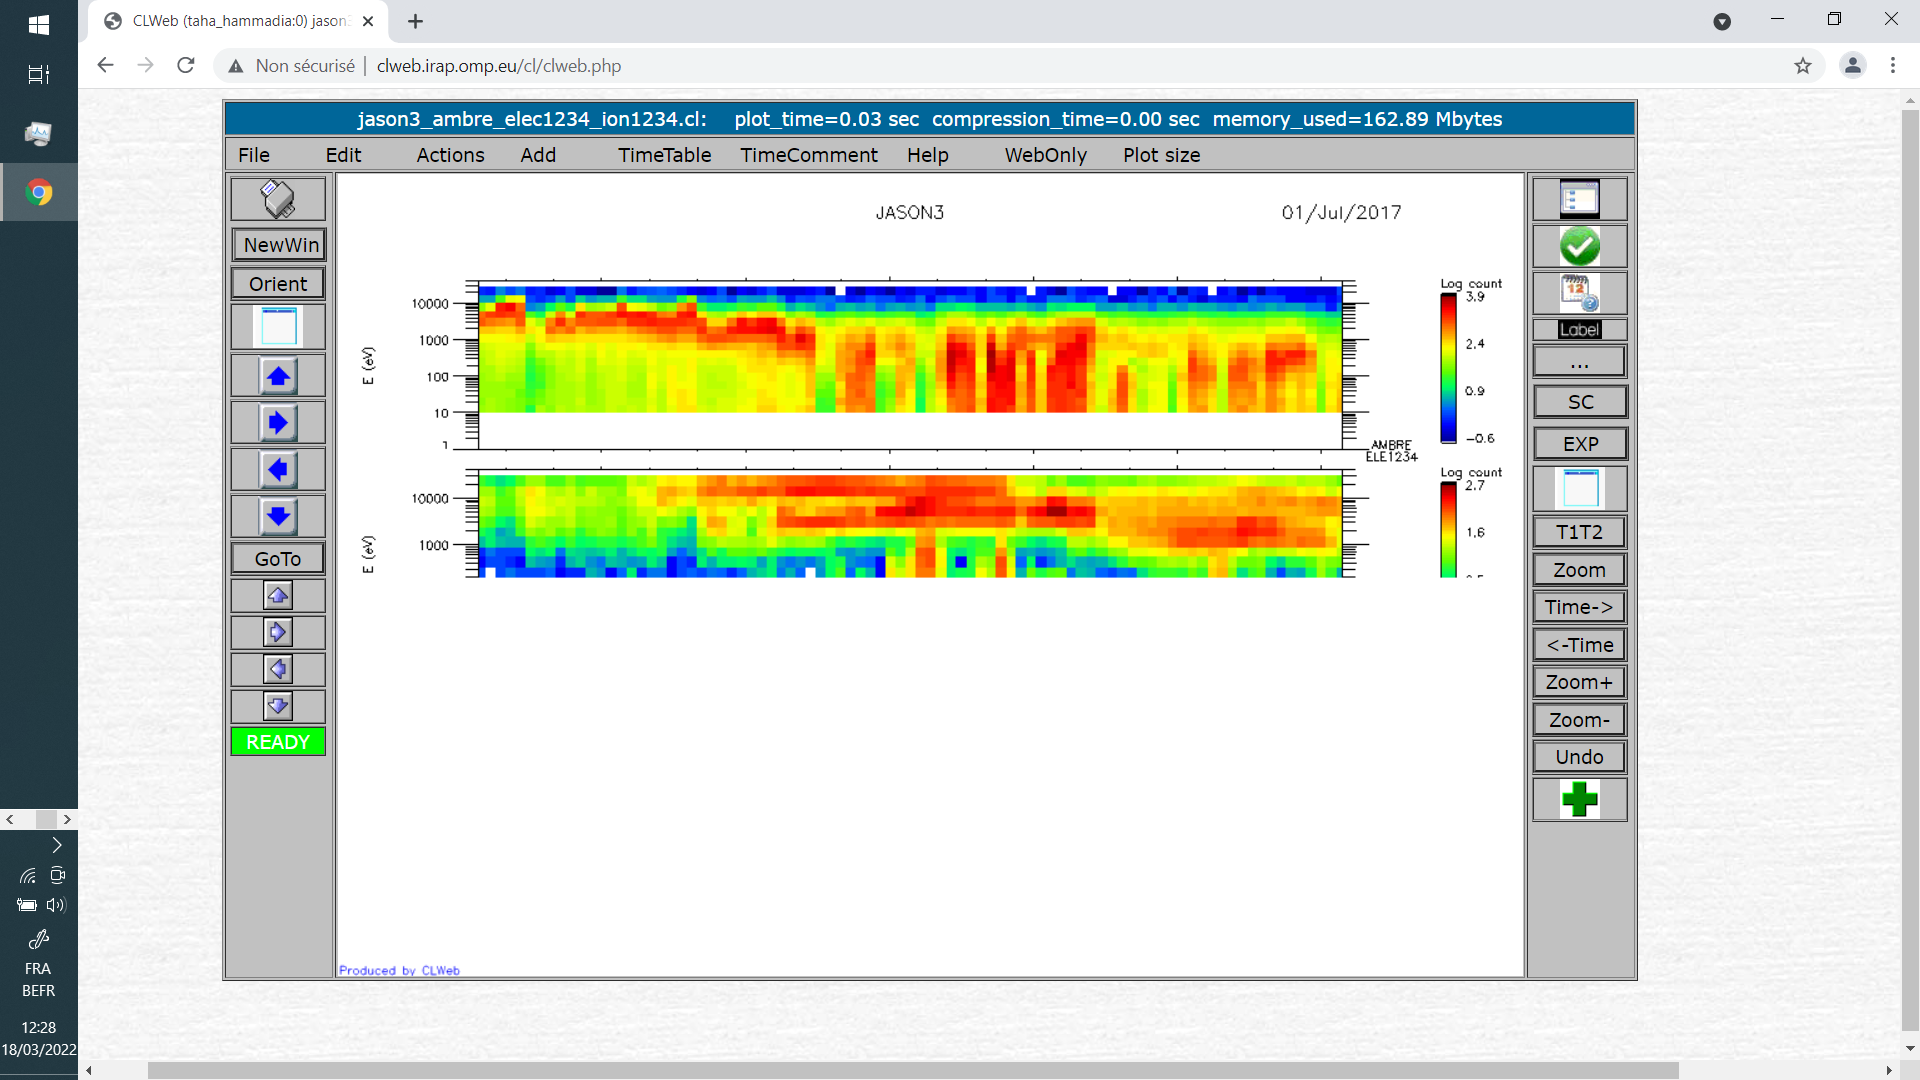 CLWeb (taha_hammadia:0) jason3
Non sécurisé
clweb.irap.omp.eu/cl/clweb.php
jason3_ambre_elec1234_ion1234.cl: plot_time=0.03 sec compression_time=0.00 sec memory_used=162.89 Mbytes
File Edit Actions Add TimeTable TimeComment Help WebOnly Plot size
NewWin
Orient
GoTo
READY
JASON3
01/Jul/2017
10000
1000
100
10
1
E (eV)
Log count
3.9
2.4
0.9
-0.6
AMBRE
ELE1234
10000
1000
E (eV)
Log count
2.7
1.6
Produced by CLWeb
12
Label
...
SC
EXP
T1T2
Zoom
Time->
<-Time
Zoom+
Zoom-
Undo
FRA
BEFR
12:28
18/03/2022